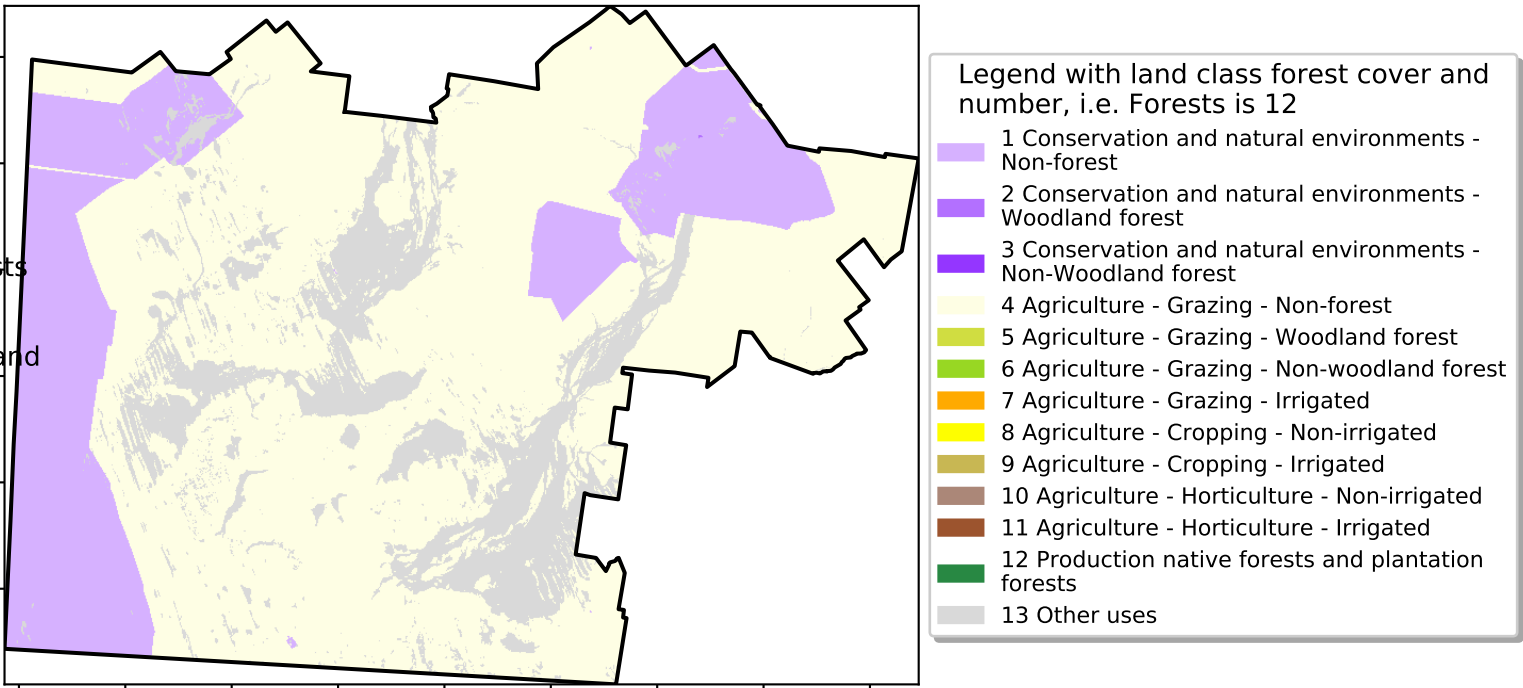 Legend with land class forest cover and
number, i.e. Forests is 12
1 Conservation and natural environments -
Non-forest
2 Conservation and natural environments -
Woodland forest
3 Conservation and natural environments -
Non-Woodland forest
4 Agriculture - Grazing - Non-forest
5 Agriculture - Grazing - Woodland forest
6 Agriculture - Grazing - Non-woodland forest
7 Agriculture - Grazing - Irrigated
8 Agriculture - Cropping - Non-irrigated
9 Agriculture - Cropping - Irrigated
10 Agriculture - Horticulture - Non-irrigated
11 Agriculture - Horticulture - Irrigated
12 Production native forests and plantation
forests
13 Other uses